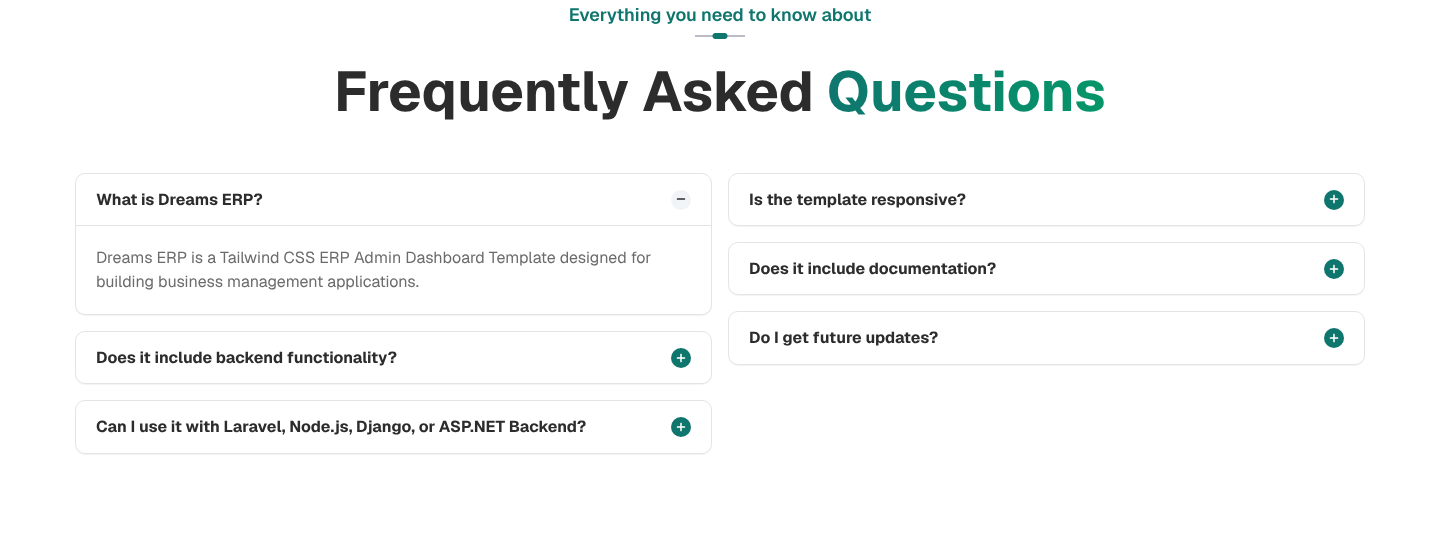 Everything you need to know about
Frequently Asked Questions
What is Dreams ERP?
Dreams ERP is a Tailwind CSS ERP Admin Dashboard Template designed for
building business management applications.
Does it include backend functionality?
Can I use it with Laravel, Node.js, Django, or ASP.NET Backend?
Is the template responsive?
Does it include documentation?
Do I get future updates?